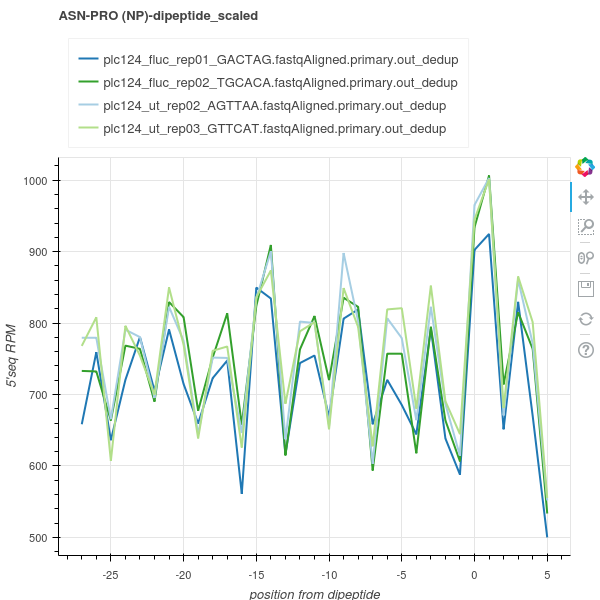 ASN-PRO (NP)-dipeptide_scaled
plc124_fluc_rep01_GACTAG.fastqAligned.primary.out_dedup
plc124_fluc_rep02_TGCACA.fastqAligned.primary.out_dedup
plc124_ut_rep02_AGTTAA.fastqAligned.primary.out_dedup
plc124_ut_rep03_GTTCAT.fastqAligned.primary.out_dedup
1000
900
800
700
600
500
5'seq RPM
-25 -20 -15 -10 -5 0 5
position from dipeptide